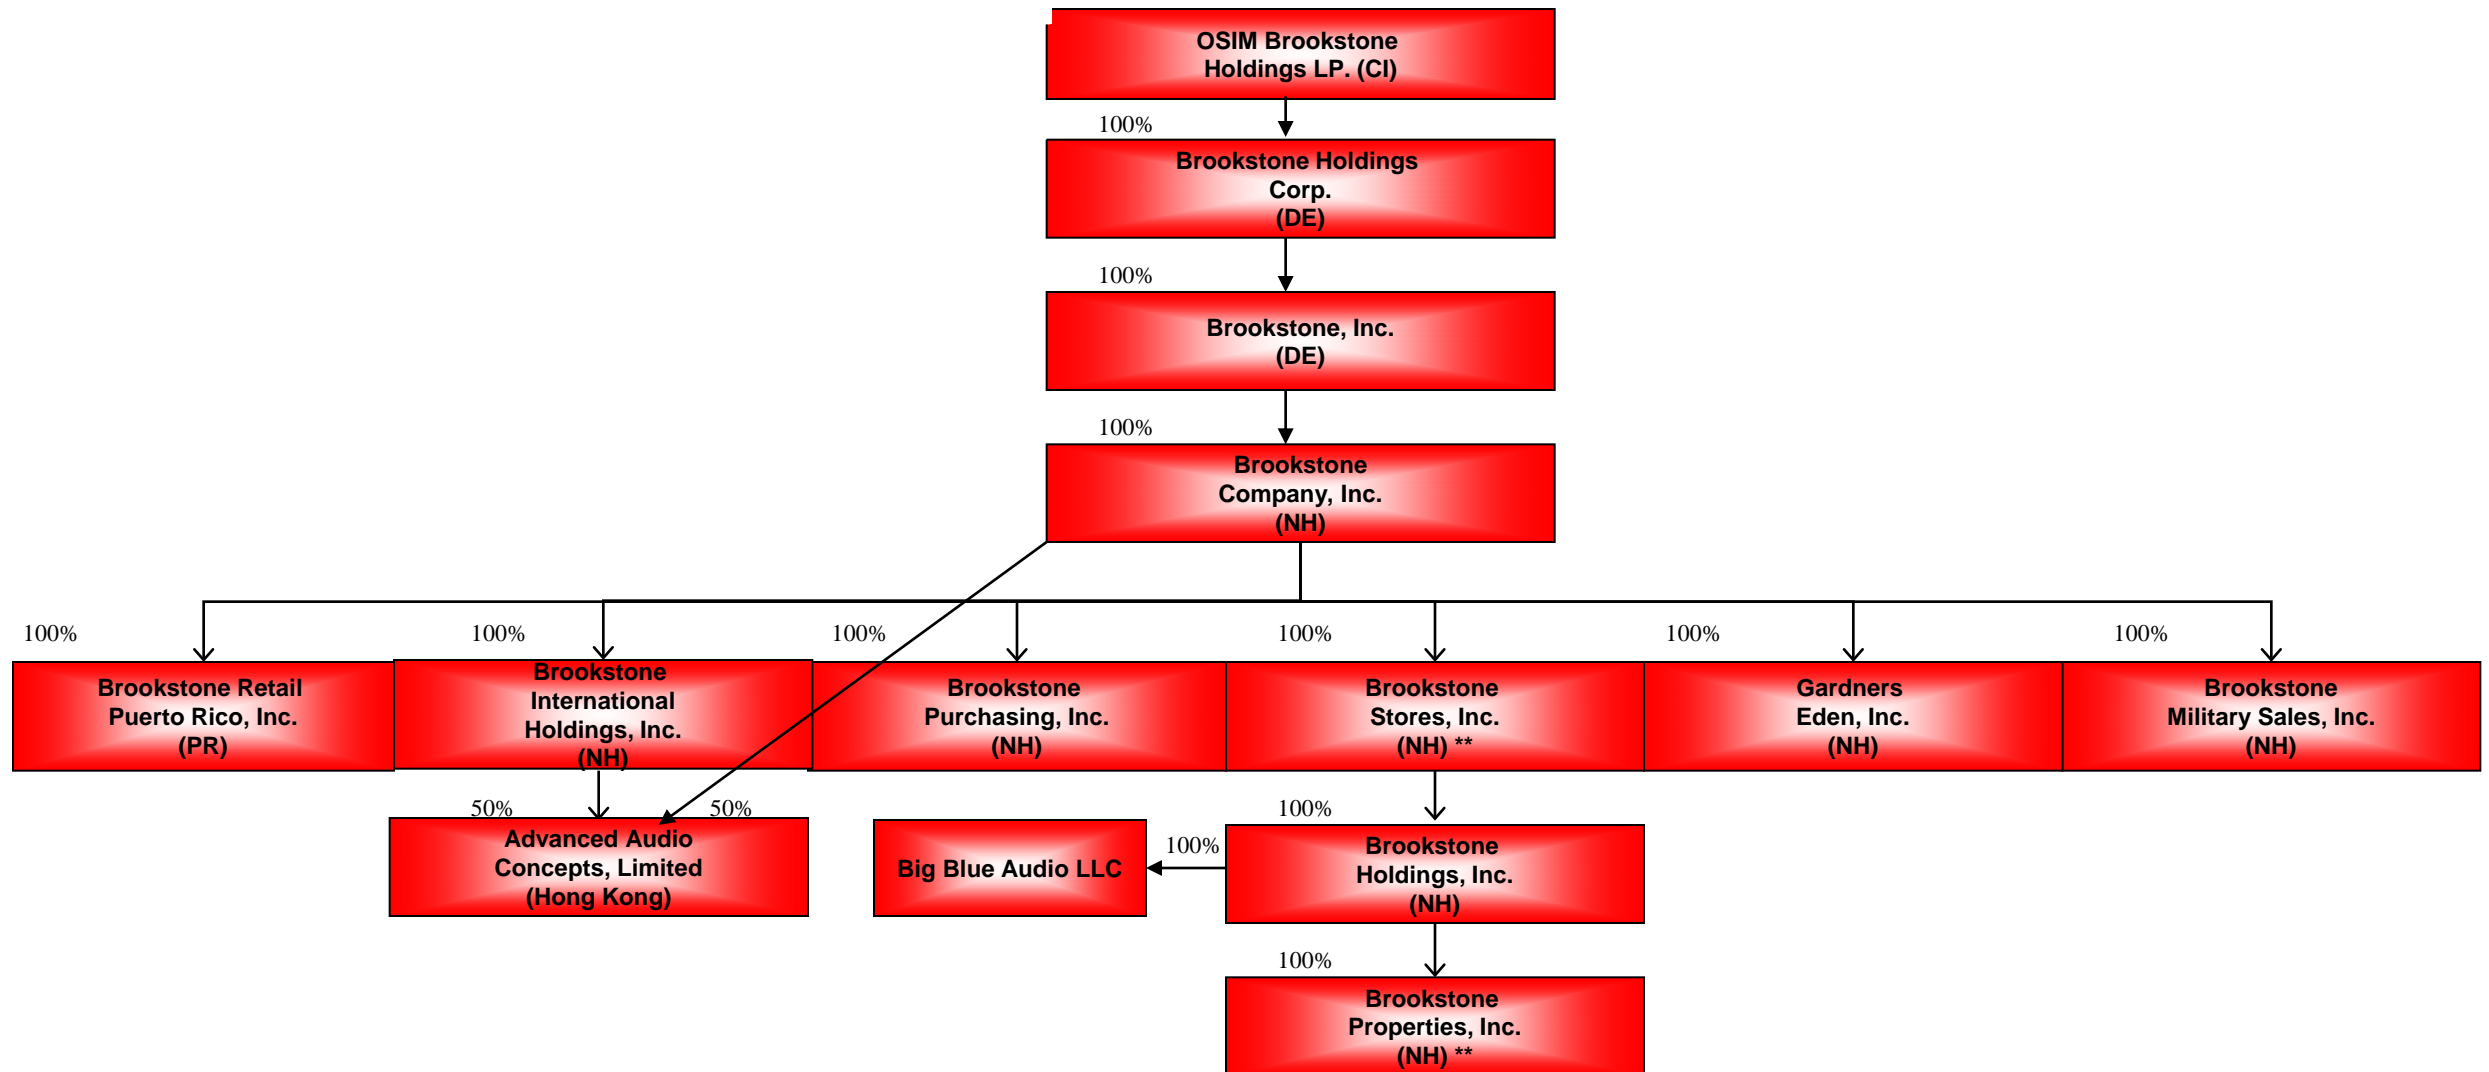 OSIM Brookstone
Holdings LP. (CI)
100%
Brookstone Holdings
Corp.
(DE)
100%
Brookstone, Inc.
(DE)
100%
Brookstone
Company, Inc.
(NH)
100%
100%
100%
100%
100%
100%
Brookstone Retail
Puerto Rico, Inc.
(PR)
Brookstone
International
Holdings, Inc.
(NH)
Brookstone
Purchasing, Inc.
(NH)
Brookstone
Stores, Inc.
(NH) **
Gardners
Eden, Inc.
(NH)
Brookstone
Military Sales, Inc.
(NH)
50%
50%
100%
Advanced Audio
Concepts, Limited
(Hong Kong)
Big Blue Audio LLC
100%
Brookstone
Holdings, Inc.
(NH)
100%
Brookstone
Properties, Inc.
(NH) **